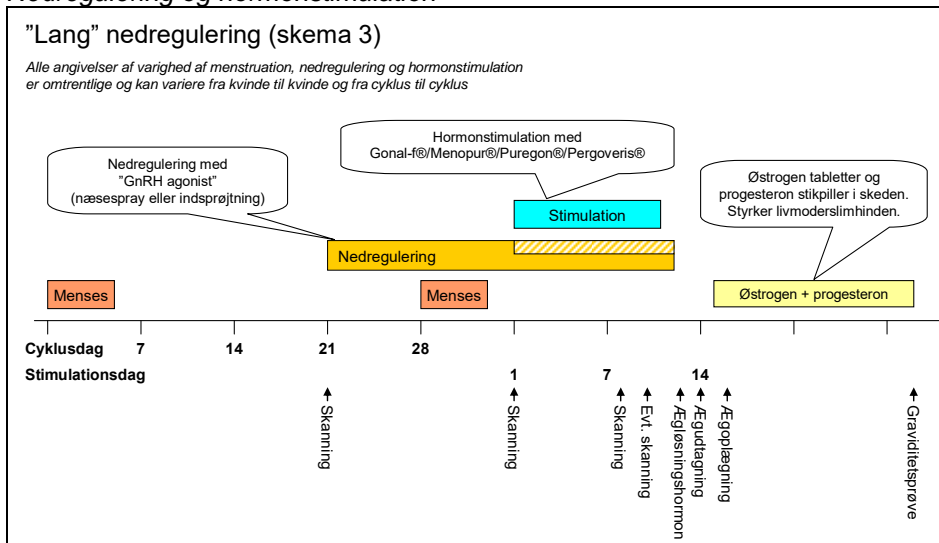 Nedregulering og hormonstimulation
"Lang" nedregulering (skema 3)
Alle angivelser af varighed af menstruation, nedregulering og hormonstimulation
er omtrentlige og kan variere fra kvinde til kvinde og fra cyklus til cyklus
Hormonstimulation med
Gonal-f®/Menopur®/Puregon®/Pergoveris®
Nedregulering med
"GnRH agonist"
(næsespray eller indsprøjtning)
Østrogen tabletter og
progesteron stikpiller i skeden.
Styrker livmoderslimhinden.
Stimulation
Nedregulering
Menses
Menses
Østrogen + progesteron
Cyklusdag 7 14 21 28
Stimulationsdag 1 7 14
Skanning
Skanning
Skanning
Evt. skanning
Ægløsningshormon
Ægudtagning
Ægoplægning
Graviditetsprøve